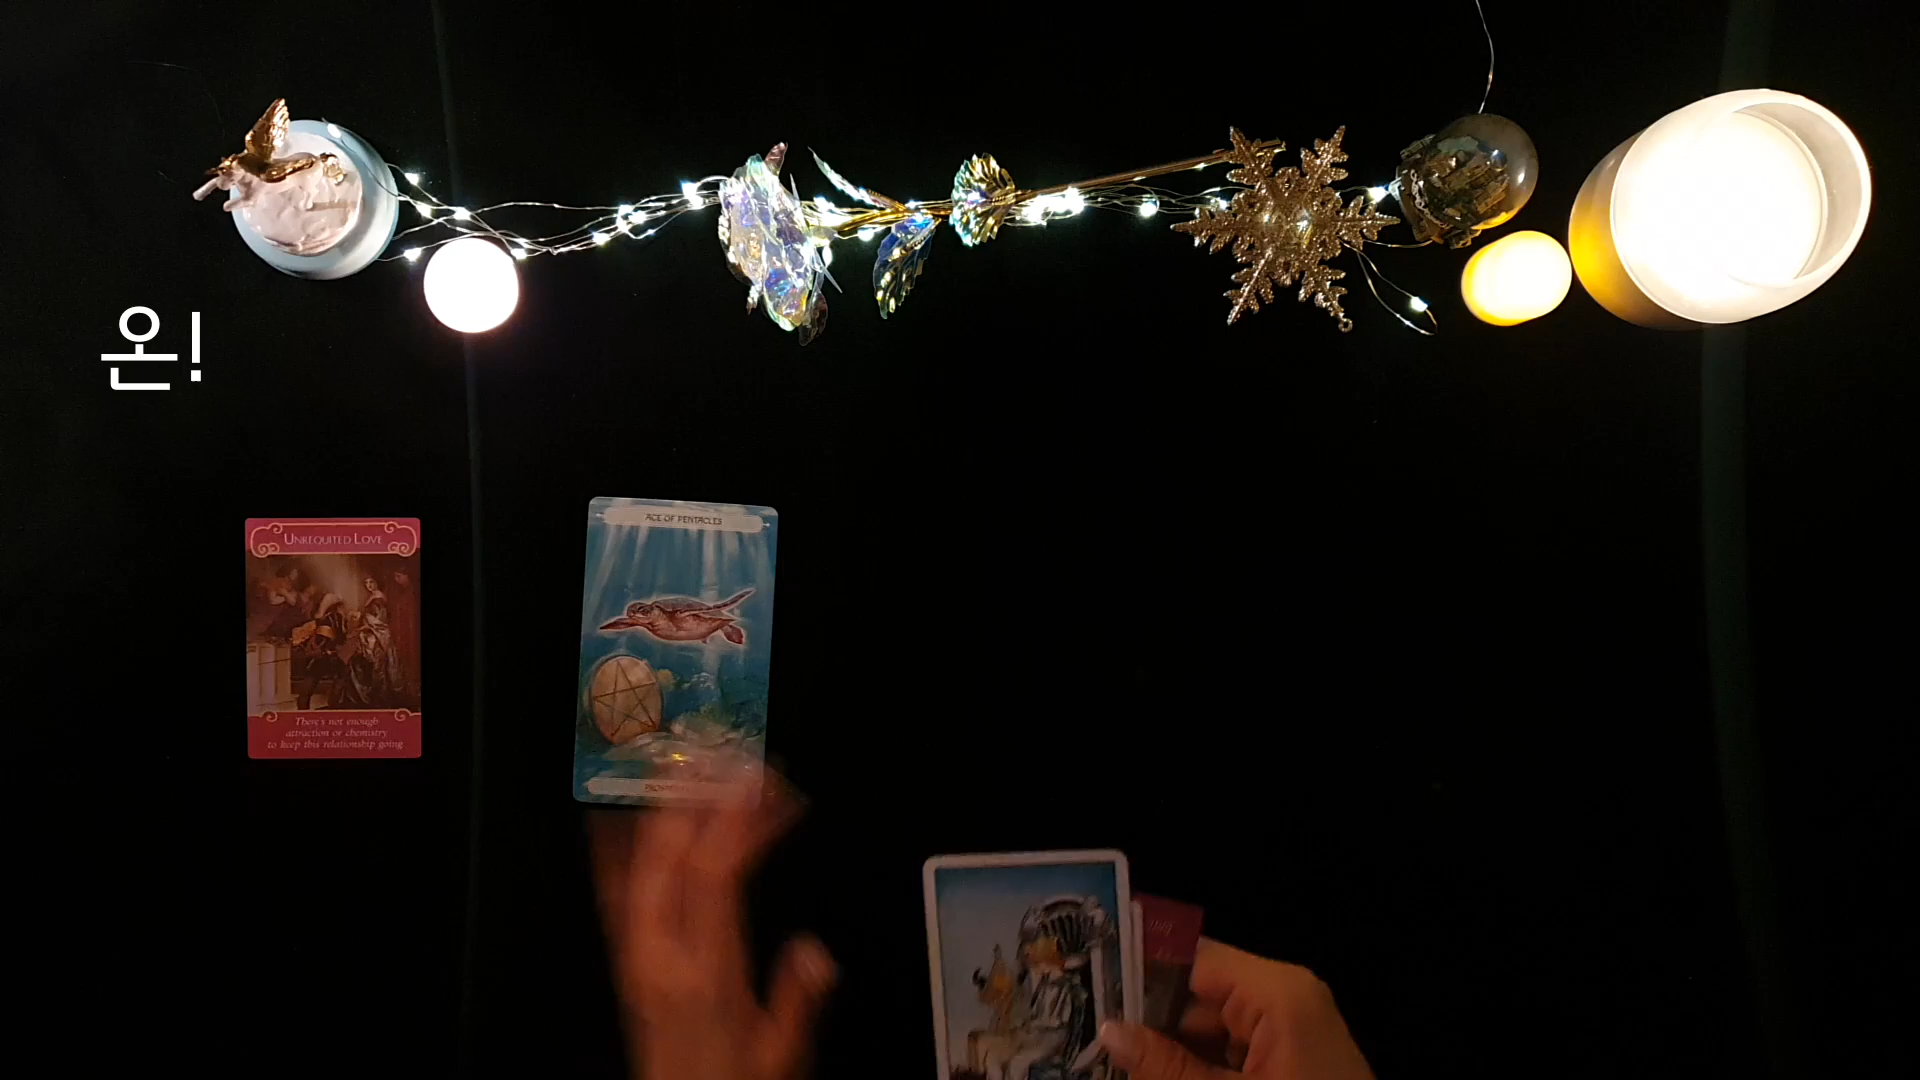 온!
UNREQUITED LOVE
There's not enough
attraction or chemistry
to keep this relationship going.
ACE OF PENTACLES